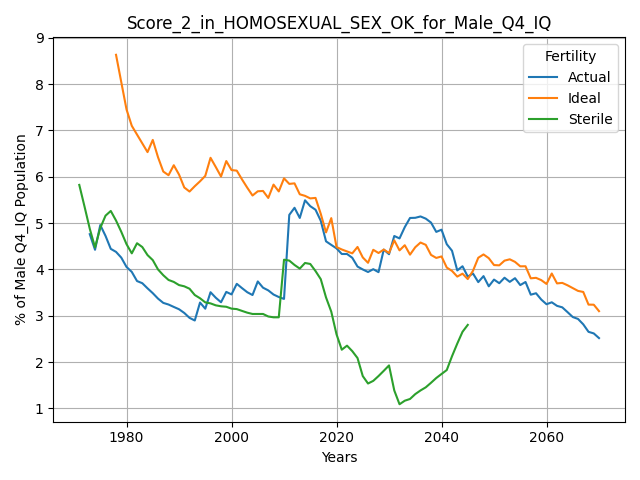 Score_2_in_HOMOSEXUAL_SEX_OK_for_Male_Q4_IQ
Fertility
Actual
Ideal
Sterile
% of Male Q4_IQ Population
9
8
7
6
5
4
3
2
1
1980 2000 2020 2040 2060
Years